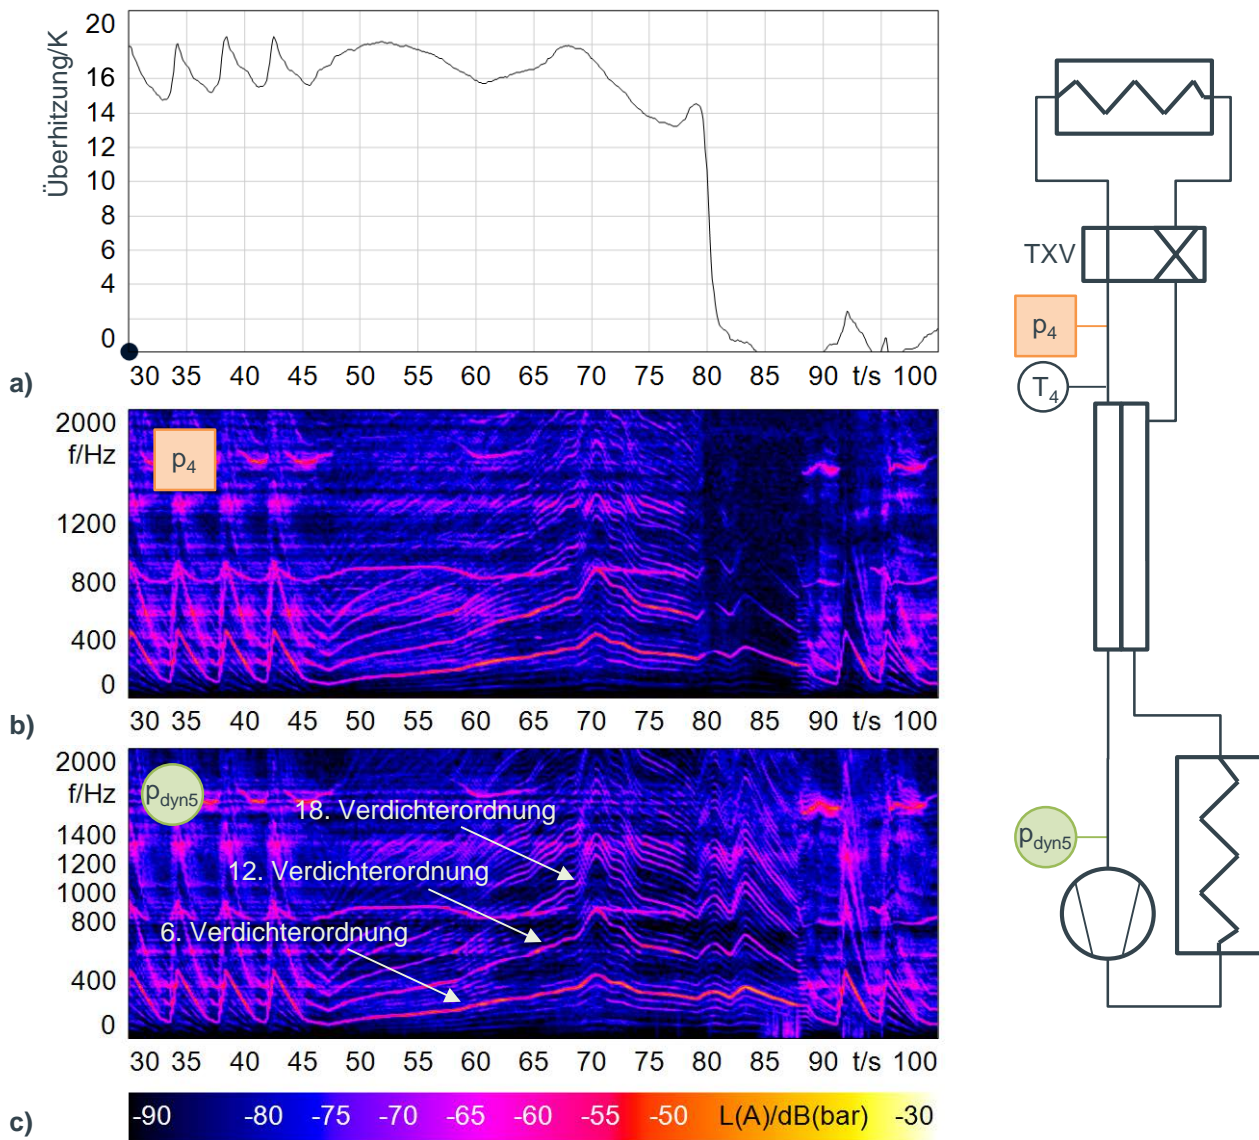 20
16
14
12
10
8
6
4
0
Überhitzung/K
30 35 40 45 50 55 60 65 70 75 80 85 90 t/s 100
a)
2000
f/Hz
1200
800
400
0
p4
30 35 40 45 50 55 60 65 70 75 80 85 90 t/s 100
b)
2000
f/Hz
1400
1200
1000
800
400
0
pdyn5
18. Verdichterordnung
12. Verdichterordnung
6. Verdichterordnung
30 35 40 45 50 55 60 65 70 75 80 85 90 t/s 100
c)
-90 -80 -75 -70 -65 -60 -55 -50 L(A)/dB(bar) -30
TXV
p4
T4
pdyn5